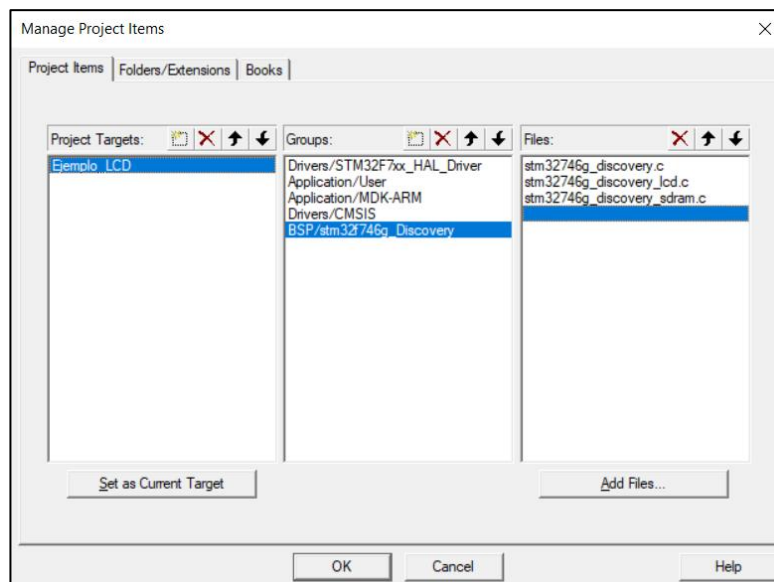 Manage Project Items
Project Items Folders/Extensions Books
Project Targets:
Ejemplo_LCD
Set as Current Target
Groups:
Drivers/STM32F7xx_HAL_Driver
Application/User
Application/MDK-ARM
Drivers/CMSIS
BSP/stm32f746g_Discovery
Files:
stm32746g_discovery.c
stm32746g_discovery_lcd.c
stm32746g_discovery_sdram.c
Add Files...
OK Cancel Help